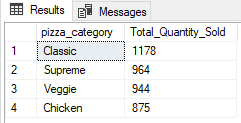 Results Messages
pizza_category Total_Quantity_Sold
1 Classic 1178
2 Supreme 964
3 Veggie 944
4 Chicken 875